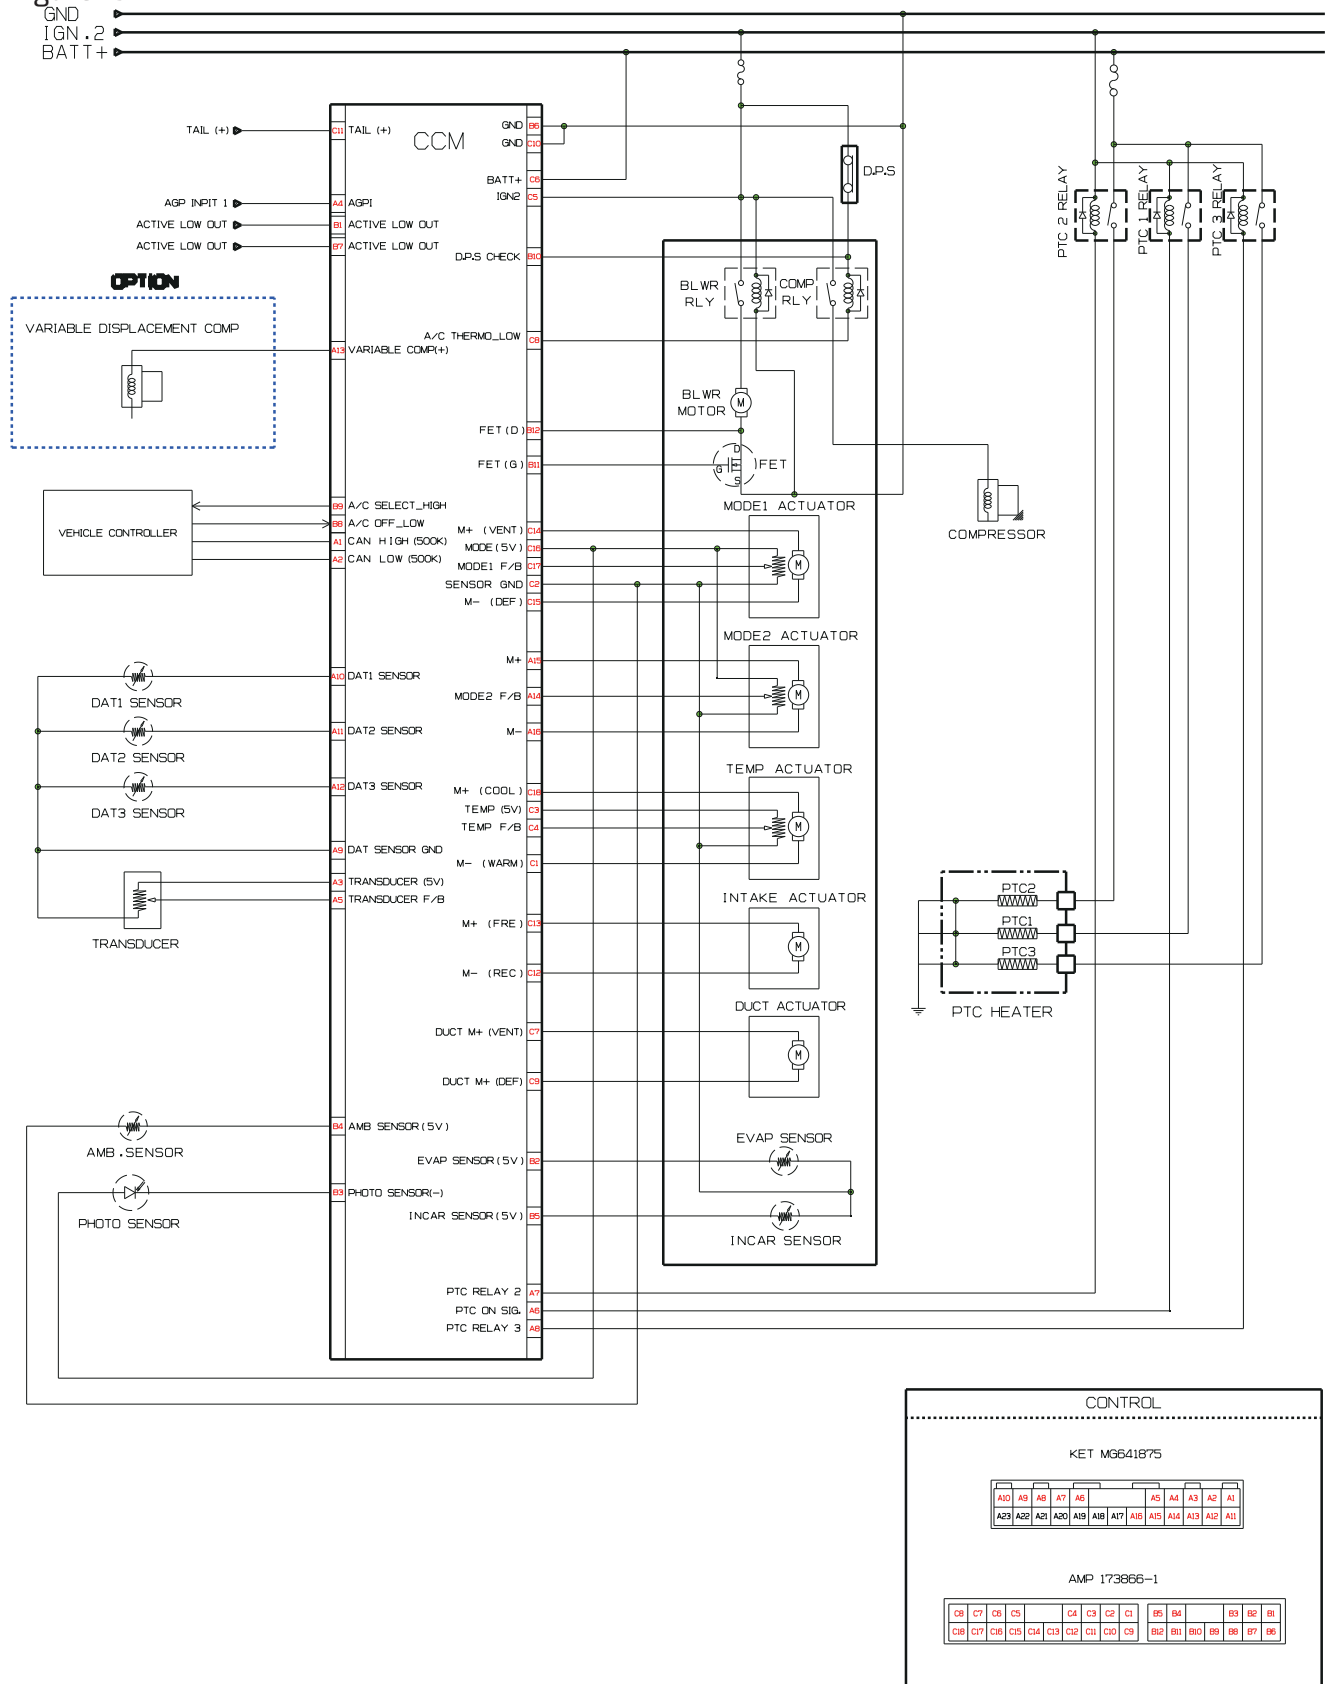 GND
IGN.2
BATT+
TAIL (+)
C11 TAIL (+)
CCM
GND B6
GND C10
BATT+ C6
IGN2 C5
D.P.S
PTC 2 RELAY
PTC 1 RELAY
PTC 3 RELAY
AGP INPIT 1
A4 AGPI
ACTIVE LOW OUT
B1 ACTIVE LOW OUT
ACTIVE LOW OUT
B7 ACTIVE LOW OUT
D.P.S CHECK B10
OPTION
VARIABLE DISPLACEMENT COMP
BLWR
RLY
COMP
RLY
A/C THERMO_LOW C8
A13 VARIABLE COMP(+)
BLWR
MOTOR
M
FET (D) B12
FET (G) B11
D
G
S
FET
VEHICLE CONTROLLER
B9 A/C SELECT_HIGH
B8 A/C OFF_LOW
A1 CAN HIGH (500K)
A2 CAN LOW (500K)
MODE1 ACTUATOR
M+ (VENT) C14
MODE (5V) C16
MODE1 F/B C17
SENSOR GND C2
M- (DEF) C15
M
COMPRESSOR
MODE2 ACTUATOR
M+ A15
MODE2 F/B A14
M- A16
M
A10 DAT1 SENSOR
DAT1 SENSOR
A11 DAT2 SENSOR
DAT2 SENSOR
A12 DAT3 SENSOR
DAT3 SENSOR
TEMP ACTUATOR
M+ (COOL) C18
TEMP (5V) C3
TEMP F/B C4
M- (WARM) C1
M
A9 DAT SENSOR GND
A3 TRANSDUCER (5V)
A5 TRANSDUCER F/B
TRANSDUCER
INTAKE ACTUATOR
M+ (FRE) C13
M- (REC) C12
M
PTC2
PTC1
PTC3
PTC HEATER
DUCT ACTUATOR
DUCT M+ (VENT) C7
DUCT M+ (DEF) C9
M
B4 AMB SENSOR(5V)
AMB.SENSOR
EVAP SENSOR
EVAP SENSOR(5V) B2
B3 PHOTO SENSOR(-)
PHOTO SENSOR
INCAR SENSOR(5V) B5
INCAR SENSOR
PTC RELAY 2 A7
PTC ON SIG. A6
PTC RELAY 3 A8
CONTROL
KET MG641875
A10 A9 A8 A7 A6 A5 A4 A3 A2 A1
A23 A22 A21 A20 A19 A18 A17 A16 A15 A14 A13 A12 A11
AMP 173866-1
C8 C7 C6 C5 C4 C3 C2 C1 B5 B4 B3 B2 B1
C18 C17 C16 C15 C14 C13 C12 C11 C10 C9 B12 B11 B10 B9 B8 B7 B6